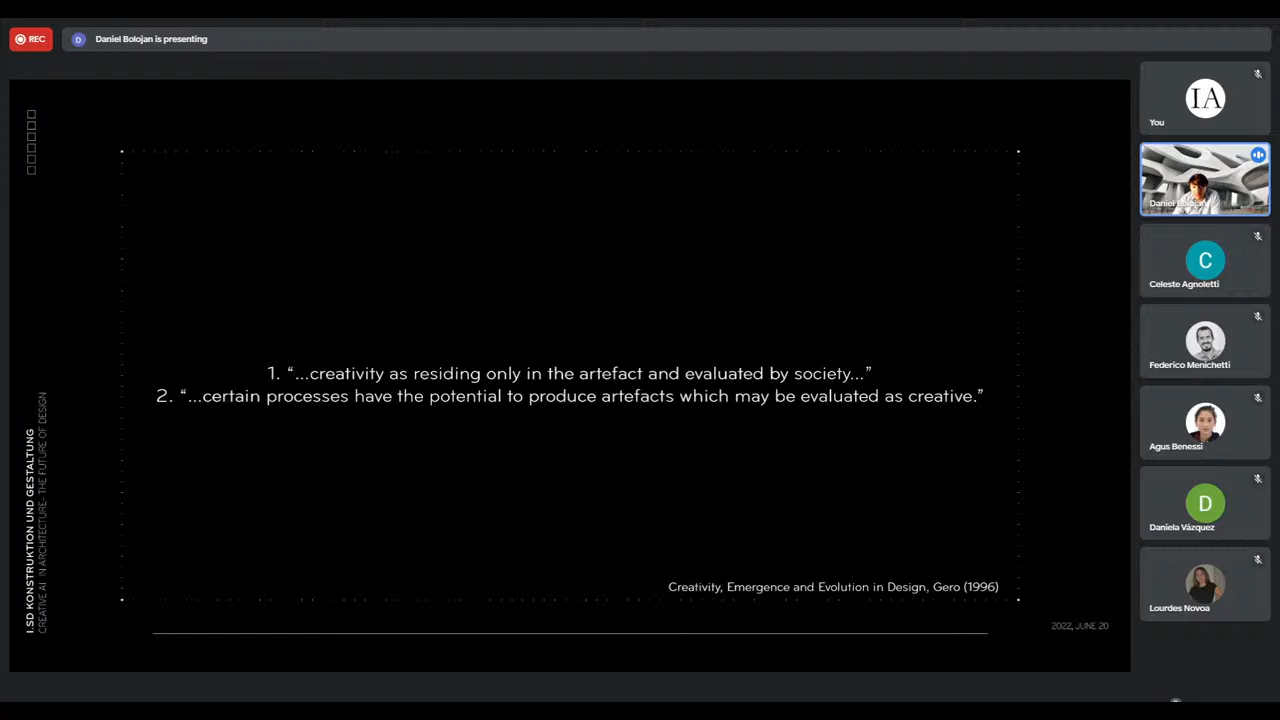 REC
D
Daniel Bolojan is presenting
IA
You
Daniel Bolojan
C
Celeste Agnoletti
Federico Menichetti
Agus Benessi
D
Daniela Vázquez
Lourdes Novoa
1. “...creativity as residing only in the artefact and evaluated by society...”
2. “...certain processes have the potential to produce artefacts which may be evaluated as creative.”
Creativity, Emergence and Evolution in Design, Gero (1996)
2022, JUNE 20
I.SD KONSTRUKTION UND GESTALTUNG
CREATIVE AI IN ARCHITECTURE- THE FUTURE OF DESIGN